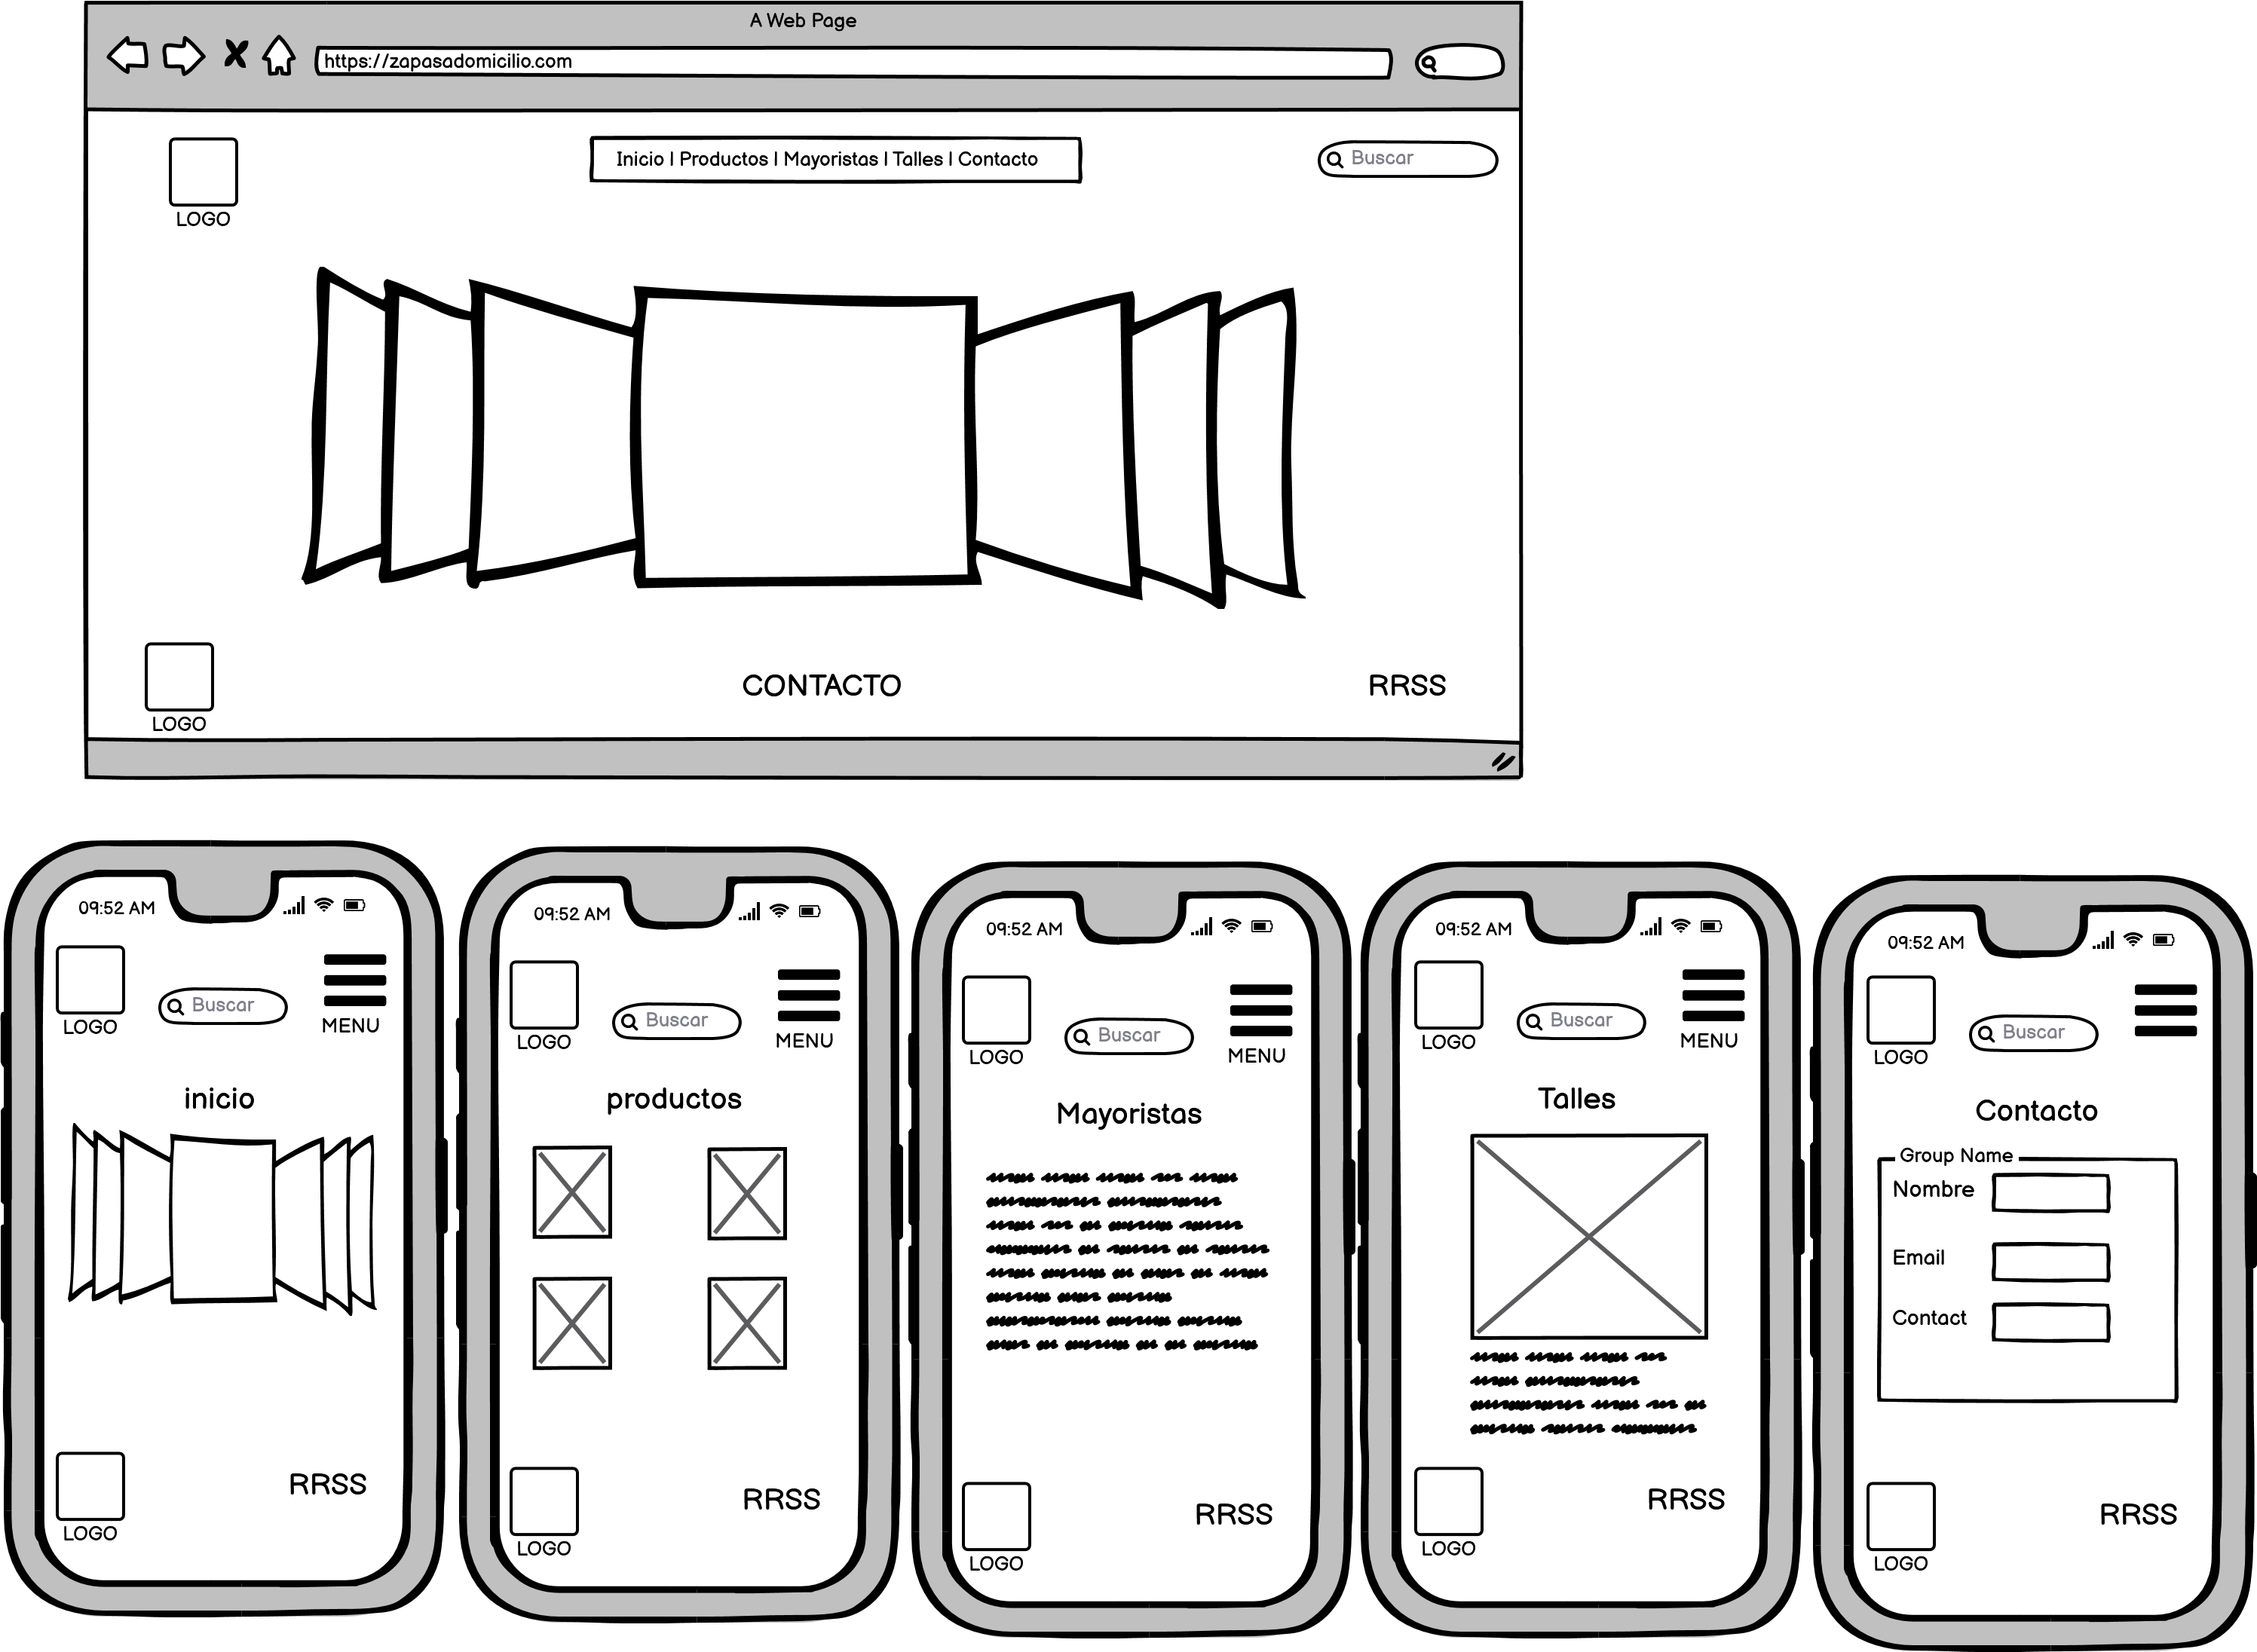 A Web Page
https://zapasadomicilio.com
Inicio | Productos | Mayoristas | Talles | Contacto
Buscar
LOGO
LOGO
CONTACTO
RRSS
09:52 AM
LOGO
Buscar
MENU
inicio
LOGO
RRSS
09:52 AM
LOGO
Buscar
MENU
productos
LOGO
RRSS
09:52 AM
LOGO
Buscar
MENU
Mayoristas
LOGO
RRSS
09:52 AM
LOGO
Buscar
MENU
Talles
LOGO
RRSS
09:52 AM
LOGO
Buscar
Contacto
Group Name
Nombre
Email
Contact
LOGO
RRSS